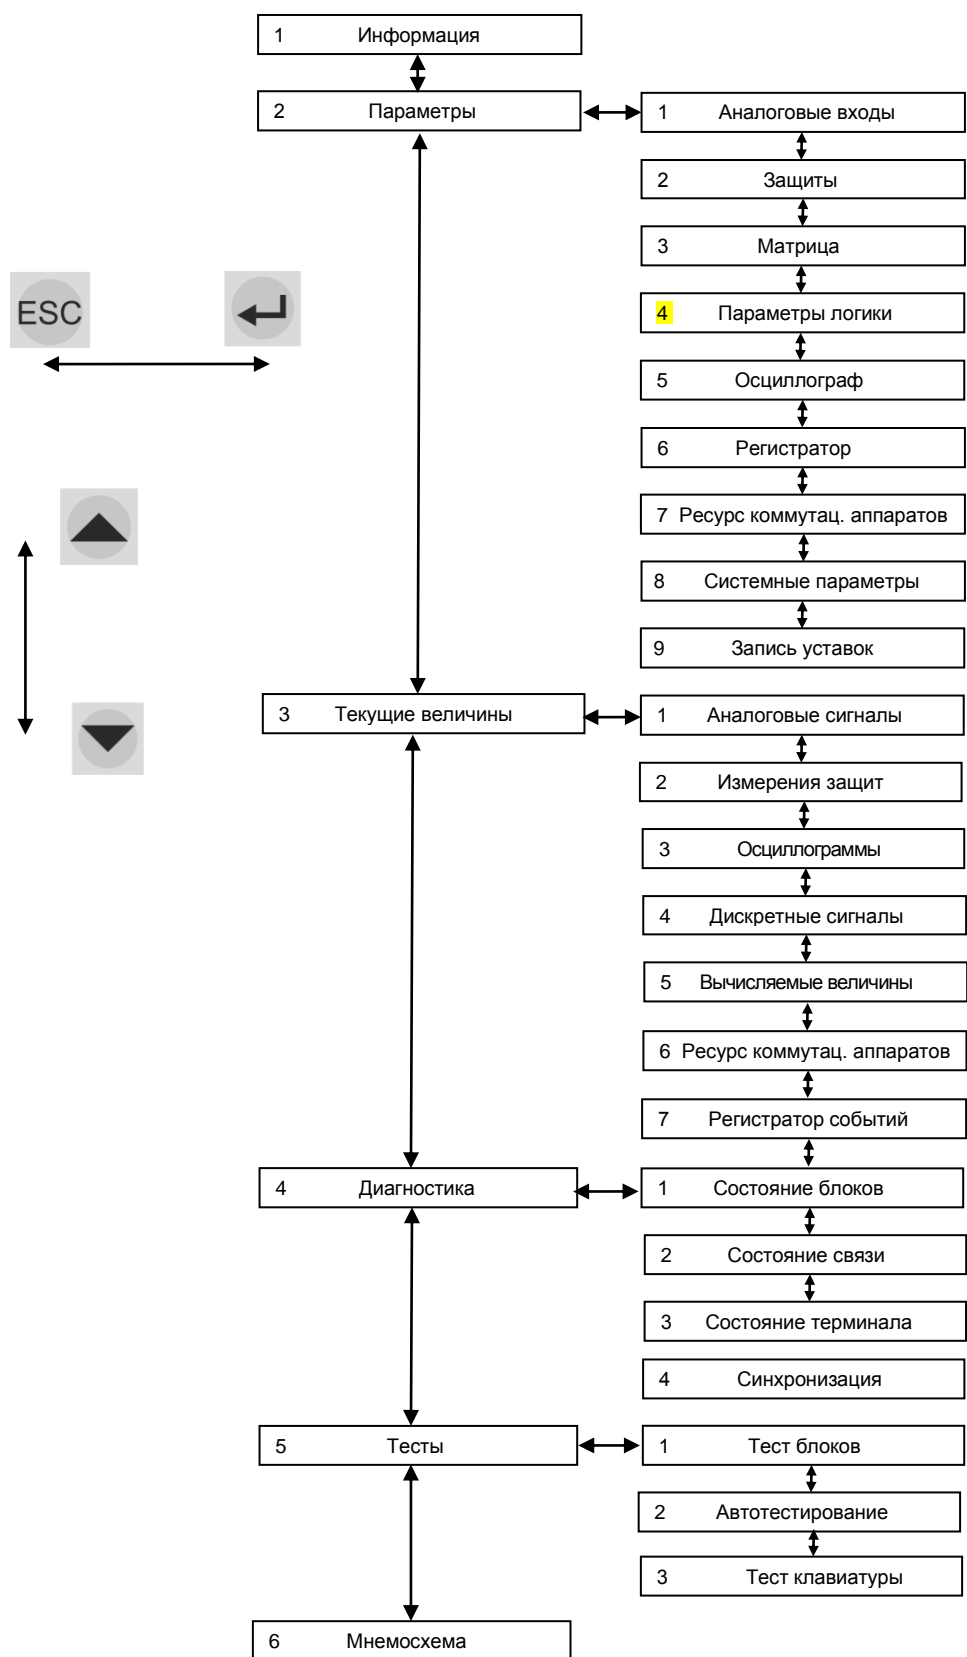 1 Информация
2 Параметры
1 Аналоговые входы
2 Защиты
3 Матрица
ESC
4 Параметры логики
5 Осциллограф
6 Регистратор
7 Ресурс коммутац. аппаратов
8 Системные параметры
9 Запись уставок
3 Текущие величины
1 Аналоговые сигналы
2 Измерения защит
3 Осциллограммы
4 Дискретные сигналы
5 Вычисляемые величины
6 Ресурс коммутац. аппаратов
7 Регистратор событий
4 Диагностика
1 Состояние блоков
2 Состояние связи
3 Состояние терминала
4 Синхронизация
5 Тесты
1 Тест блоков
2 Автотестирование
3 Тест клавиатуры
6 Мнемосхема